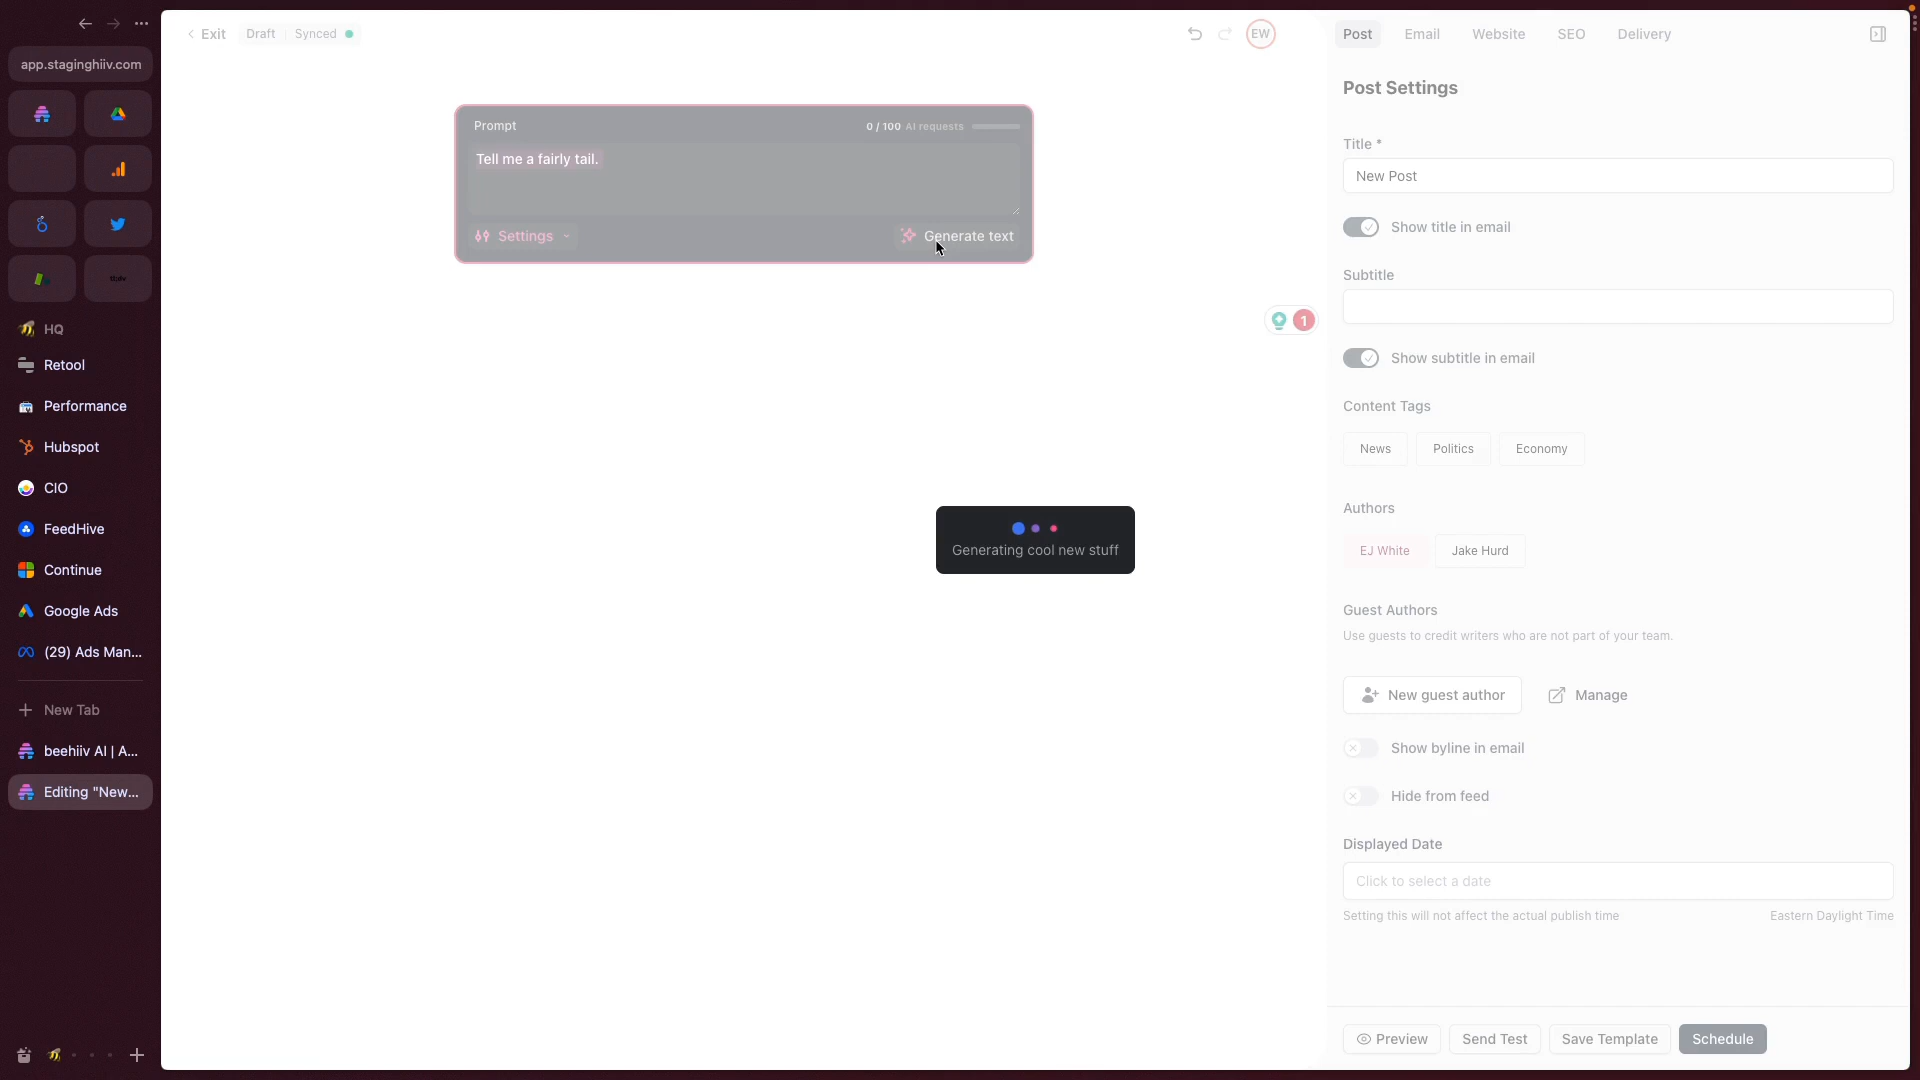 app.staginghiiv.com
HQ
Retool
Performance
Hubspot
CIO
FeedHive
Continue
Google Ads
(29) Ads Man...
New Tab
beehiiv AI | A...
Editing "New...
Exit
Draft
Synced
EW
Prompt
0 / 100 AI requests
Tell me a fairly tail.
Settings
Generate text
1
Generating cool new stuff
Post
Email
Website
SEO
Delivery
Post Settings
Title *
New Post
Show title in email
Subtitle
Show subtitle in email
Content Tags
News
Politics
Economy
Authors
EJ White
Jake Hurd
Guest Authors
Use guests to credit writers who are not part of your team.
New guest author
Manage
Show byline in email
Hide from feed
Displayed Date
Click to select a date
Setting this will not affect the actual publish time
Eastern Daylight Time
Preview
Send Test
Save Template
Schedule